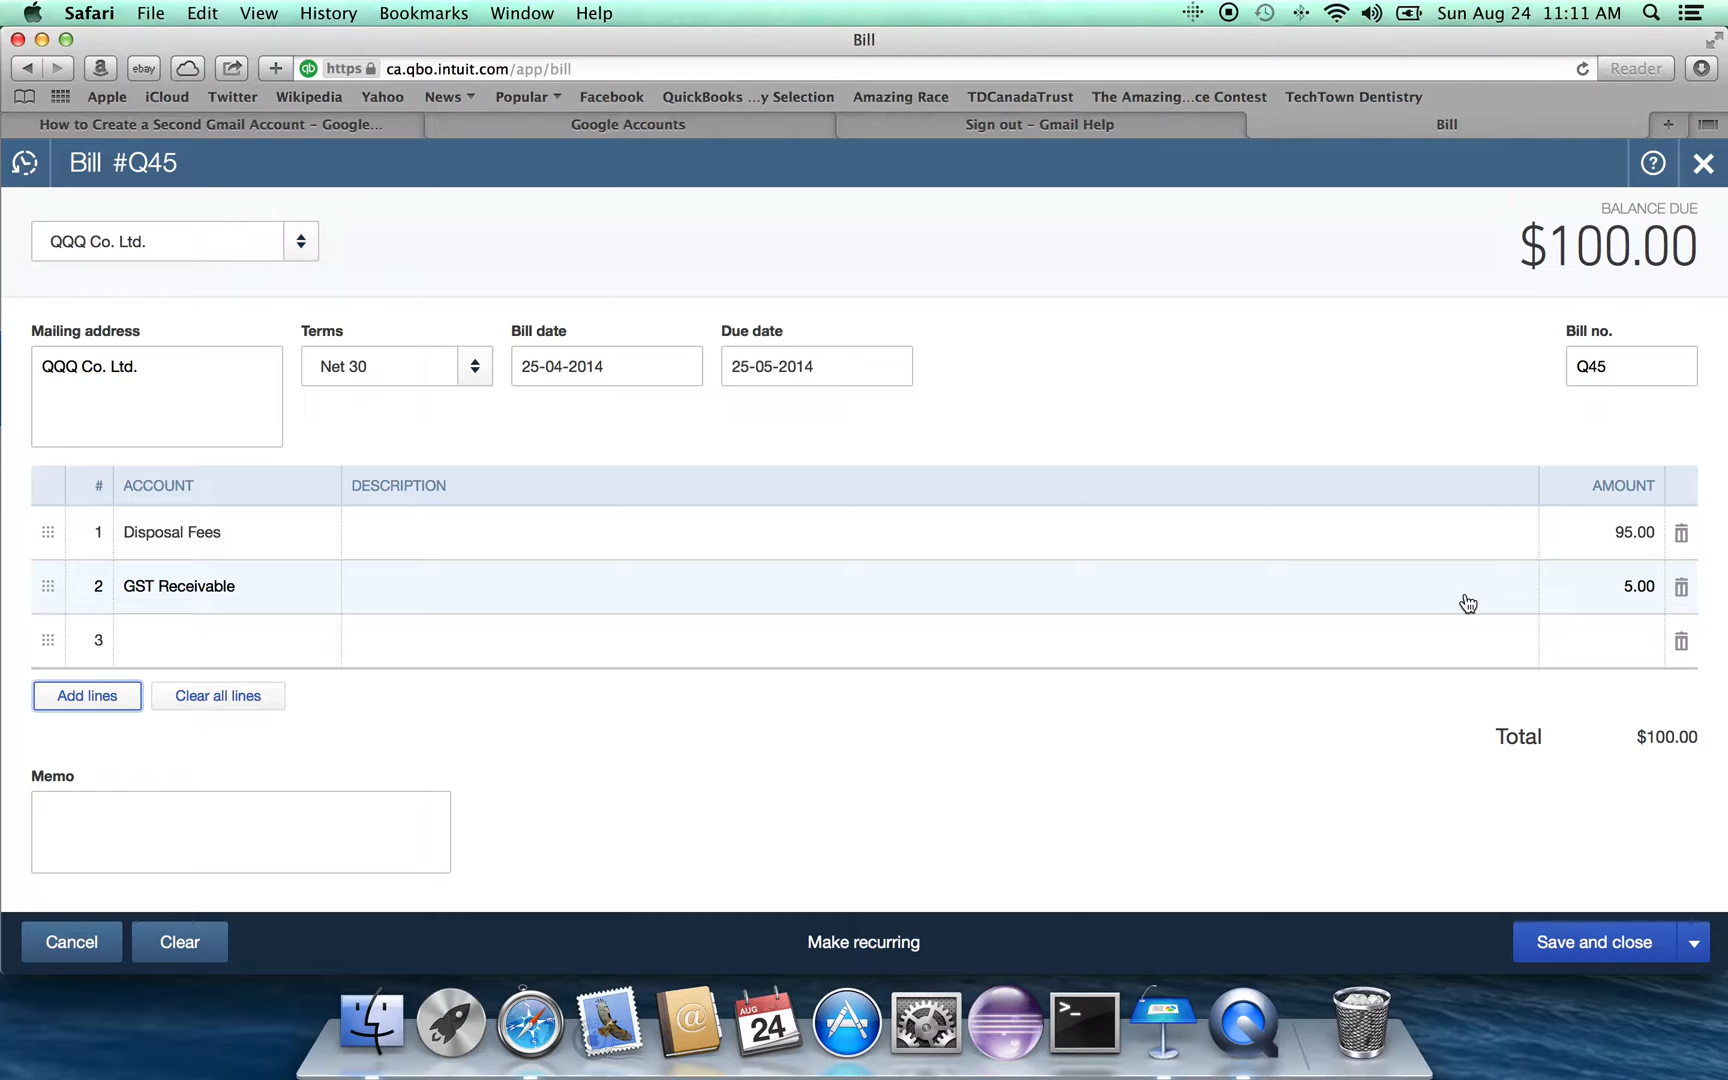 Safari File Edit View History Bookmarks Window Help Sun Aug 24 11:11 AM
Bill
a ebay + qb https ca.qbo.intuit.com/app/bill Reader
Apple iCloud Twitter Wikipedia Yahoo News Popular Facebook QuickBooks ...y Selection Amazing Race TDCanadaTrust The Amazing...ce Contest TechTown Dentistry
How to Create a Second Gmail Account – Google... Google Accounts Sign out – Gmail Help Bill +
Bill #Q45 ?
BALANCE DUE
QQQ Co. Ltd. $100.00
Mailing address Terms Bill date Due date Bill no.
QQQ Co. Ltd. Net 30 25-04-2014 25-05-2014 Q45
# ACCOUNT DESCRIPTION AMOUNT
1 Disposal Fees 95.00
2 GST Receivable 5.00
3
Add lines Clear all lines
Total $100.00
Memo
Cancel Clear Make recurring Save and close
@ AUG 24 >_